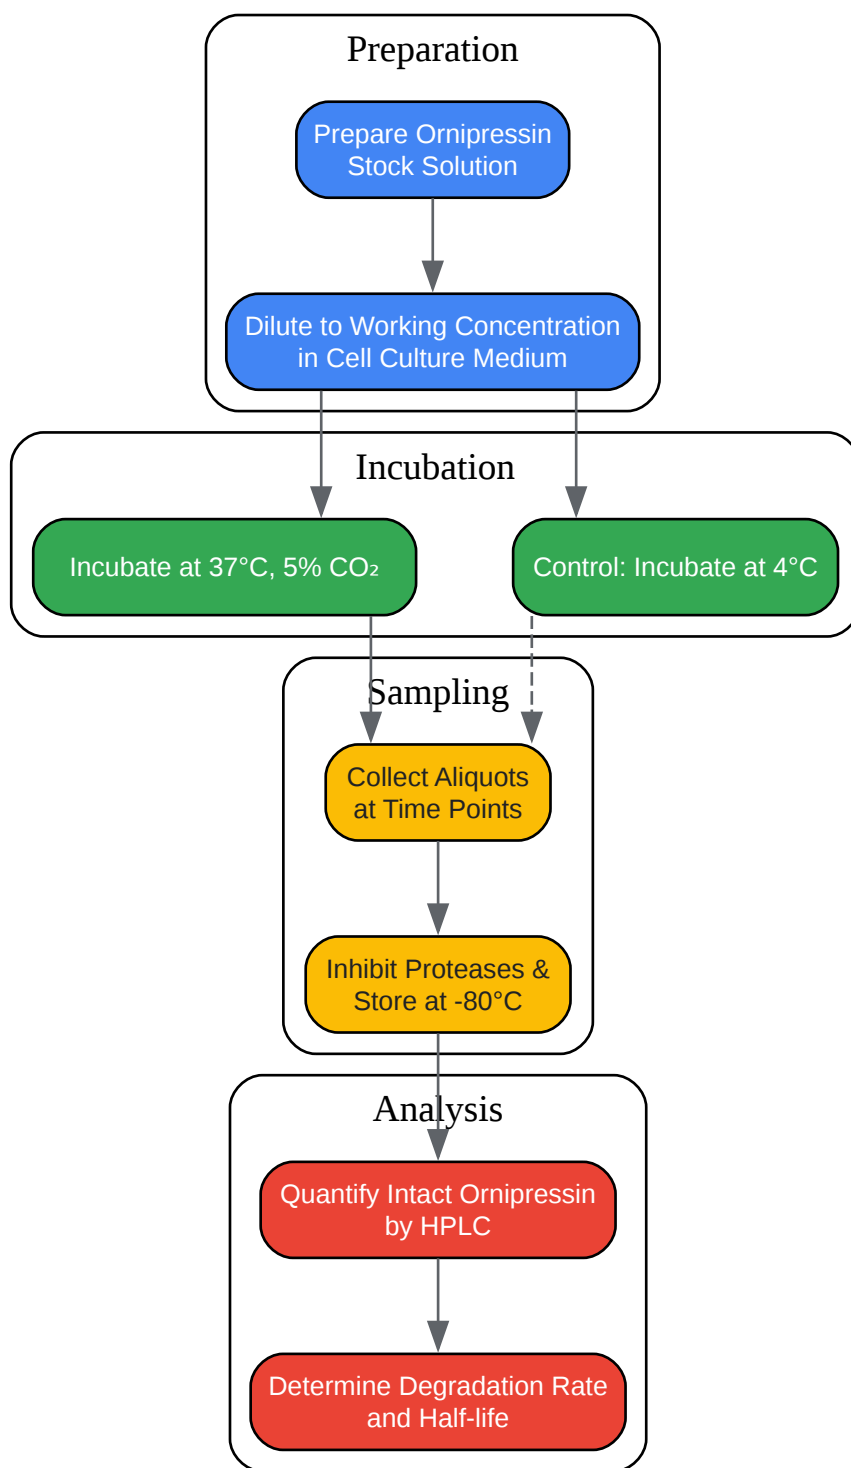 Preparation
Prepare Ornipressin
Stock Solution
Dilute to Working Concentration
in Cell Culture Medium
Incubation
Incubate at 37°C, 5% CO₂
Control: Incubate at 4°C
Sampling
Collect Aliquots
at Time Points
Inhibit Proteases &
Store at -80°C
Analysis
Quantify Intact Ornipressin
by HPLC
Determine Degradation Rate
and Half-life